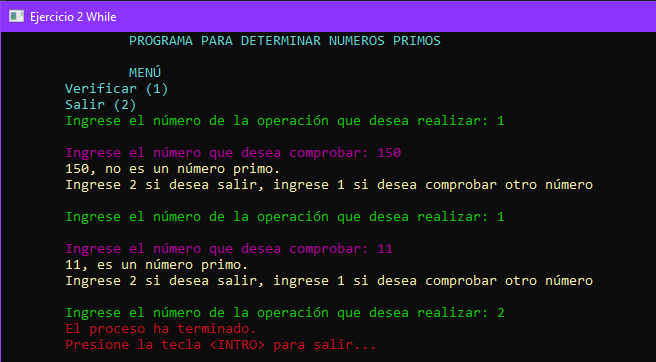 Ejercicio 2 While
PROGRAMA PARA DETERMINAR NUMEROS PRIMOS
MENÚ
Verificar (1)
Salir (2)
Ingrese el número de la operación que desea realizar: 1
Ingrese el número que desea comprobar: 150
150, no es un número primo.
Ingrese 2 si desea salir, ingrese 1 si desea comprobar otro número
Ingrese el número de la operación que desea realizar: 1
Ingrese el número que desea comprobar: 11
11, es un número primo.
Ingrese 2 si desea salir, ingrese 1 si desea comprobar otro número
Ingrese el número de la operación que desea realizar: 2
El proceso ha terminado.
Presione la tecla <INTRO> para salir...